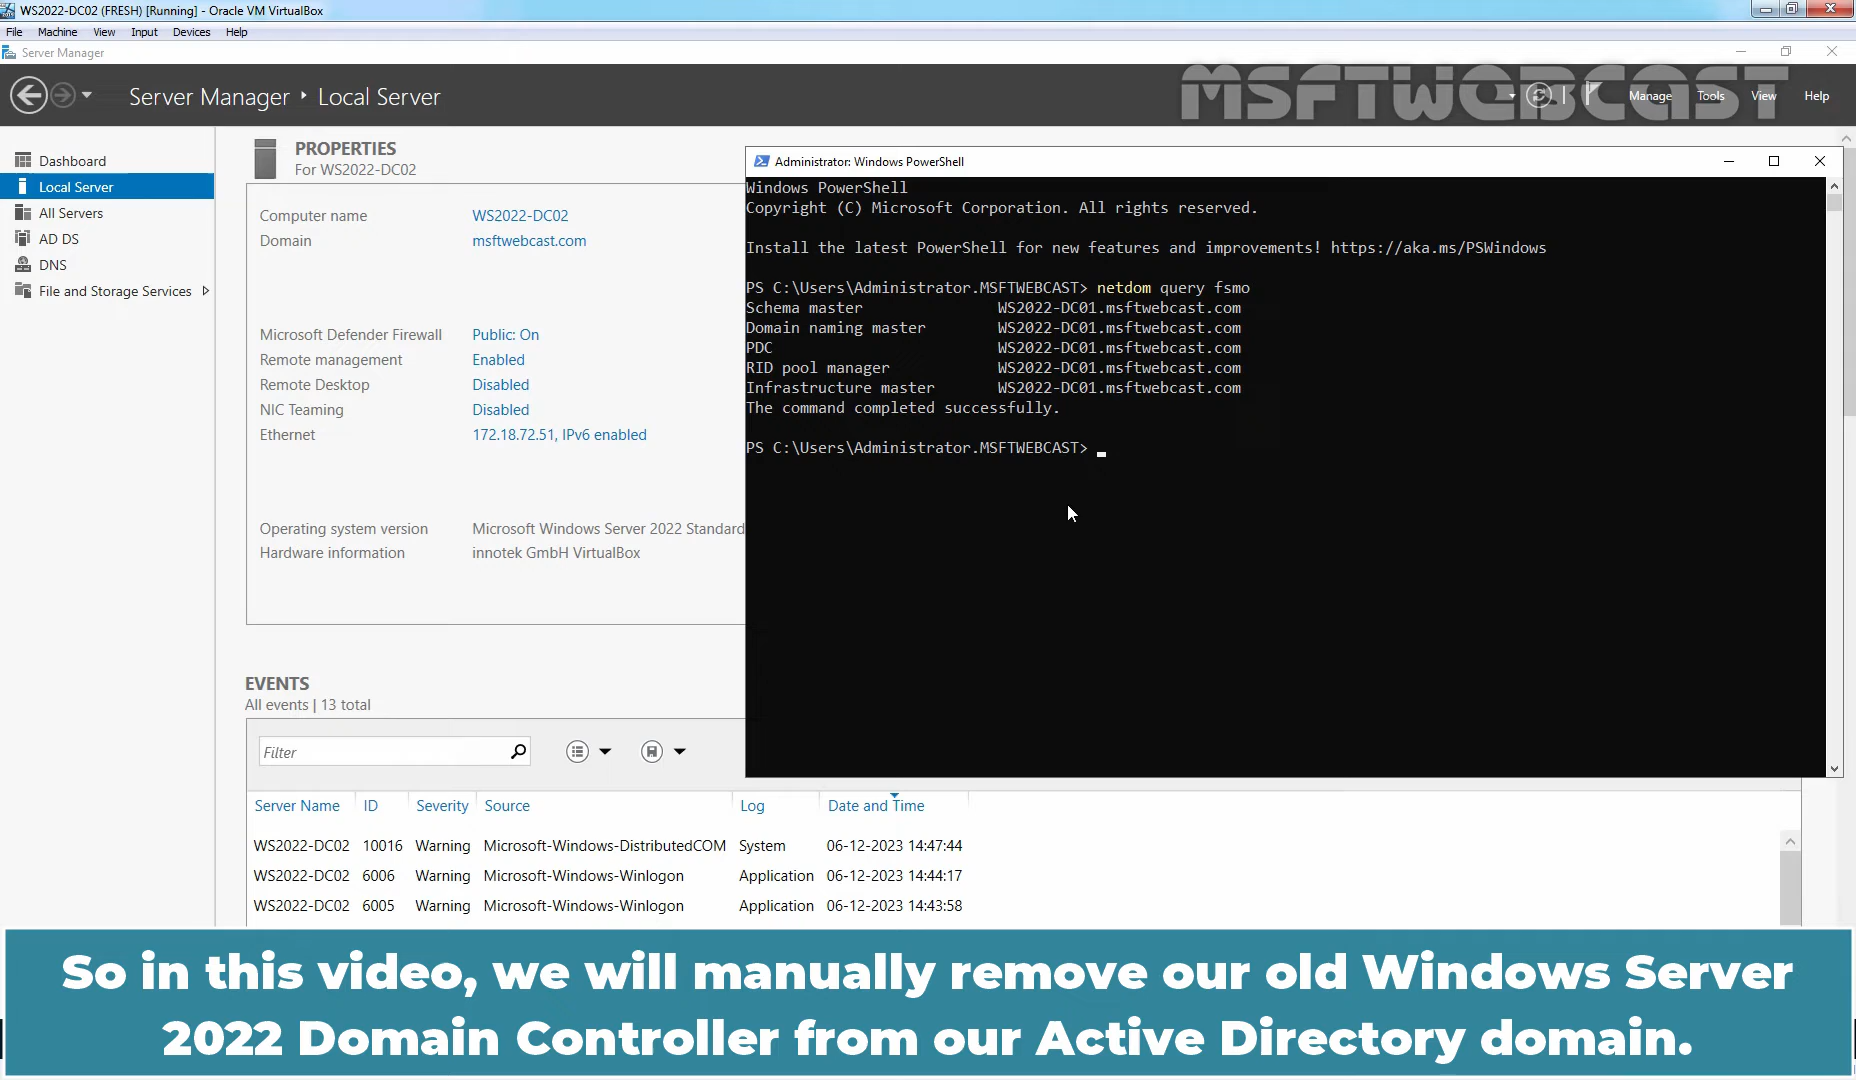 WS2022-DC02 (FRESH) [Running] - Oracle VM VirtualBox
File Machine View Input Devices Help
Server Manager
Server Manager ‣ Local Server
MSFTWEBCAST
Manage Tools View Help
Dashboard
Local Server
All Servers
AD DS
DNS
File and Storage Services
PROPERTIES
For WS2022-DC02
Computer name WS2022-DC02
Domain msftwebcast.com
Microsoft Defender Firewall Public: On
Remote management Enabled
Remote Desktop Disabled
NIC Teaming Disabled
Ethernet 172.18.72.51, IPv6 enabled
Operating system version Microsoft Windows Server 2022 Standard
Hardware information innotek GmbH VirtualBox
Administrator: Windows PowerShell
Windows PowerShell
Copyright (C) Microsoft Corporation. All rights reserved.
Install the latest PowerShell for new features and improvements! https://aka.ms/PSWindows
PS C:\Users\Administrator.MSFTWEBCAST> netdom query fsmo
Schema master WS2022-DC01.msftwebcast.com
Domain naming master WS2022-DC01.msftwebcast.com
PDC WS2022-DC01.msftwebcast.com
RID pool manager WS2022-DC01.msftwebcast.com
Infrastructure master WS2022-DC01.msftwebcast.com
The command completed successfully.
PS C:\Users\Administrator.MSFTWEBCAST>
EVENTS
All events | 13 total
Filter
Server Name ID Severity Source Log Date and Time
WS2022-DC02 10016 Warning Microsoft-Windows-DistributedCOM System 06-12-2023 14:47:44
WS2022-DC02 6006 Warning Microsoft-Windows-Winlogon Application 06-12-2023 14:44:17
WS2022-DC02 6005 Warning Microsoft-Windows-Winlogon Application 06-12-2023 14:43:58
So in this video, we will manually remove our old Windows Server
2022 Domain Controller from our Active Directory domain.